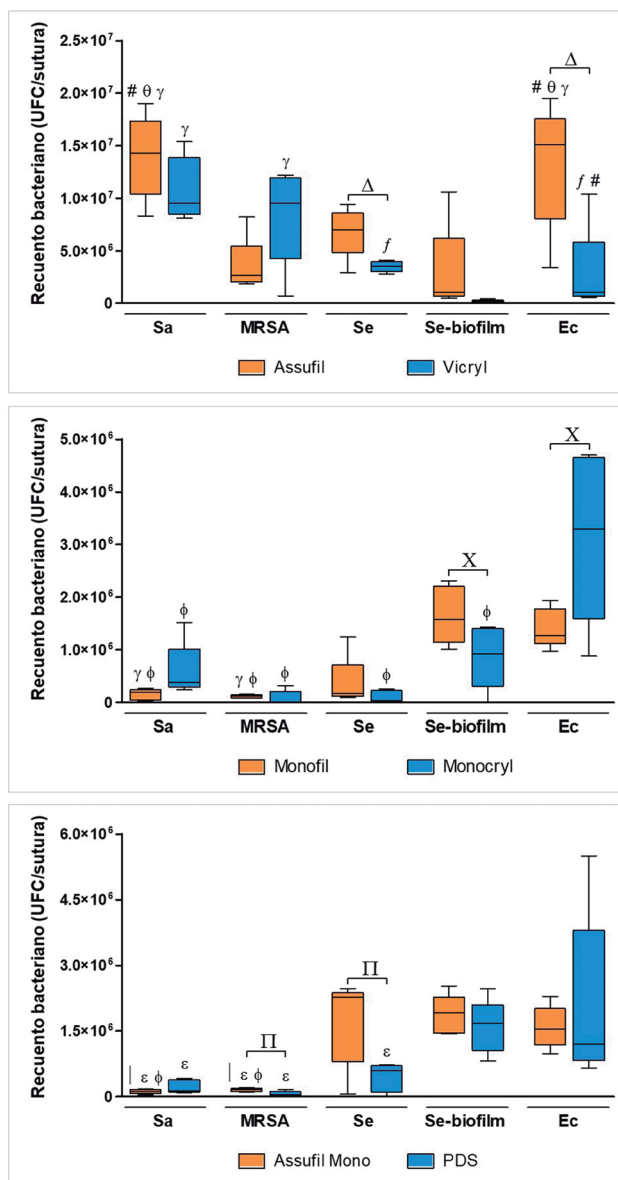 Recuento bacteriano (UFC/sutura)
2.5×10⁷
2.0×10⁷
1.5×10⁷
1.0×10⁷
5.0×10⁶
0
# θ γ
γ
γ
Δ
ƒ
# θ γ
Δ
ƒ #
Sa MRSA Se Se-biofilm Ec
Assufil Vicryl
Recuento bacteriano (UFC/sutura)
5.0×10⁶
4.0×10⁶
3.0×10⁶
2.0×10⁶
1.0×10⁶
0
γ ϕ
ϕ
γ ϕ
ϕ
ϕ
X
ϕ
X
Sa MRSA Se Se-biofilm Ec
Monofil Monocryl
Recuento bacteriano (UFC/sutura)
6.0×10⁶
4.5×10⁶
3.0×10⁶
1.5×10⁶
0
| ε ϕ
ε
Π
| ε ϕ
ε
Π
ε
Sa MRSA Se Se-biofilm Ec
Assufil Mono PDS